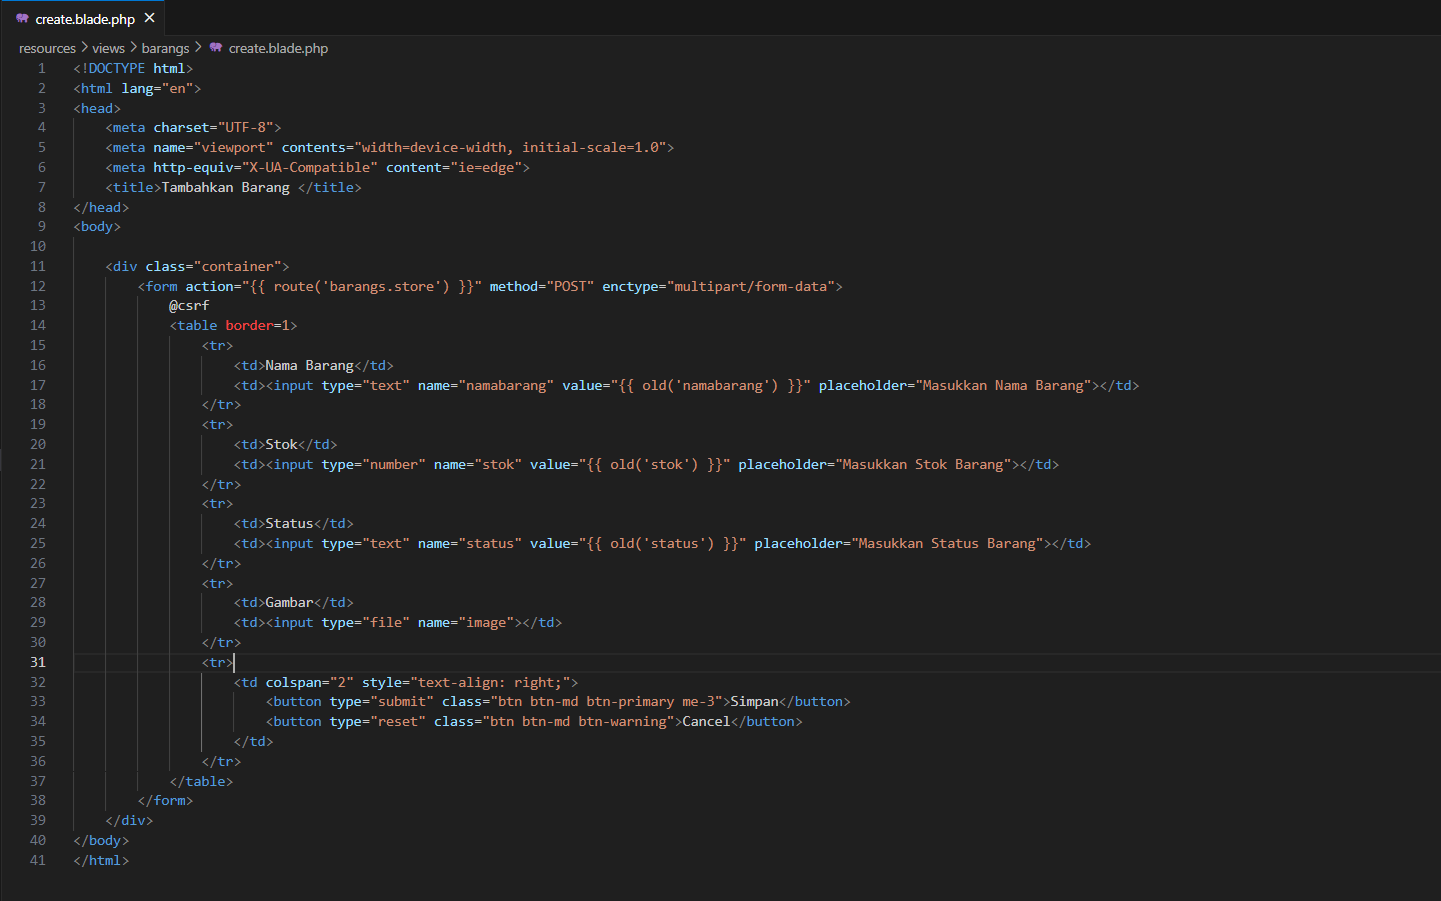 create.blade.php ×
resources > views > barangs > create.blade.php
1 <!DOCTYPE html>
2 <html lang="en">
3 <head>
4     <meta charset="UTF-8">
5     <meta name="viewport" contents="width=device-width, initial-scale=1.0">
6     <meta http-equiv="X-UA-Compatible" content="ie=edge">
7     <title>Tambahkan Barang </title>
8 </head>
9 <body>
10
11     <div class="container">
12         <form action="{{ route('barangs.store') }}" method="POST" enctype="multipart/form-data">
13             @csrf
14             <table border=1>
15                 <tr>
16                     <td>Nama Barang</td>
17                     <td><input type="text" name="namabarang" value="{{ old('namabarang') }}" placeholder="Masukkan Nama Barang"></td>
18                 </tr>
19                 <tr>
20                     <td>Stok</td>
21                     <td><input type="number" name="stok" value="{{ old('stok') }}" placeholder="Masukkan Stok Barang"></td>
22                 </tr>
23                 <tr>
24                     <td>Status</td>
25                     <td><input type="text" name="status" value="{{ old('status') }}" placeholder="Masukkan Status Barang"></td>
26                 </tr>
27                 <tr>
28                     <td>Gambar</td>
29                     <td><input type="file" name="image"></td>
30                 </tr>
31                 <tr>
32                     <td colspan="2" style="text-align: right;">
33                         <button type="submit" class="btn btn-md btn-primary me-3">Simpan</button>
34                         <button type="reset" class="btn btn-md btn-warning">Cancel</button>
35                     </td>
36                 </tr>
37             </table>
38         </form>
39     </div>
40 </body>
41 </html>